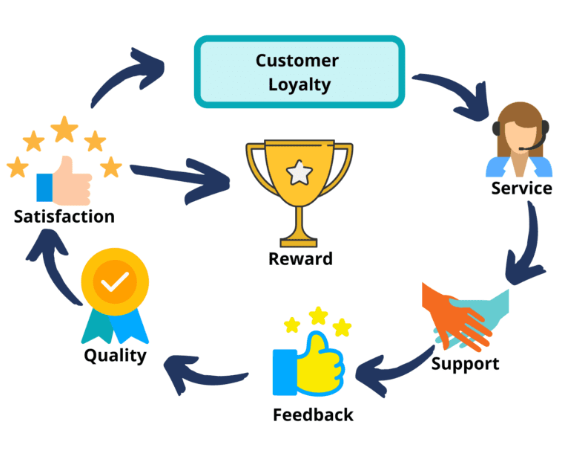 Customer
Loyalty
Service
Satisfaction
Reward
Quality
Support
Feedback